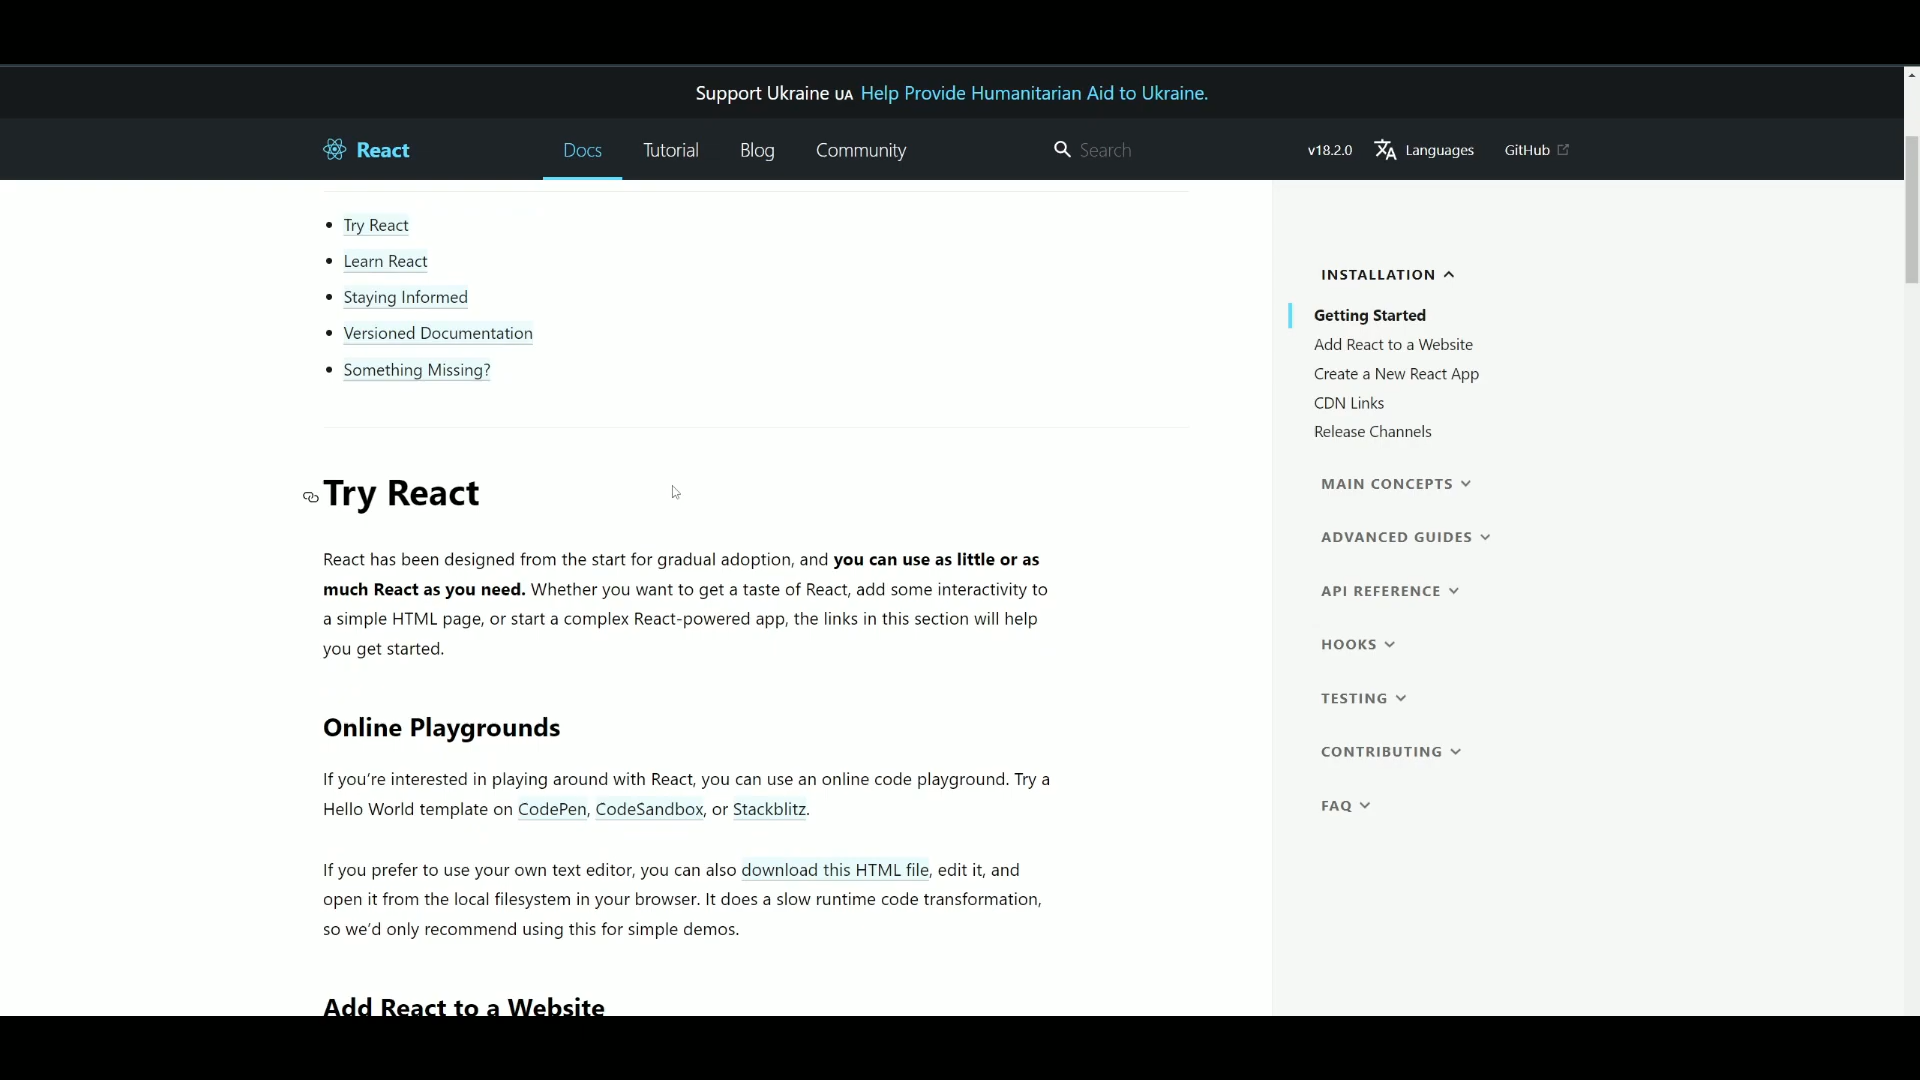 Support Ukraine UA Help Provide Humanitarian Aid to Ukraine.
React Docs Tutorial Blog Community Search v18.2.0 Languages GitHub
Try React
Learn React
Staying Informed
Versioned Documentation
Something Missing?
Try React
React has been designed from the start for gradual adoption, and you can use as little or as
much React as you need. Whether you want to get a taste of React, add some interactivity to
a simple HTML page, or start a complex React-powered app, the links in this section will help
you get started.
Online Playgrounds
If you're interested in playing around with React, you can use an online code playground. Try a
Hello World template on CodePen, CodeSandbox, or Stackblitz.
If you prefer to use your own text editor, you can also download this HTML file, edit it, and
open it from the local filesystem in your browser. It does a slow runtime code transformation,
so we'd only recommend using this for simple demos.
Add React to a Website
INSTALLATION
Getting Started
Add React to a Website
Create a New React App
CDN Links
Release Channels
MAIN CONCEPTS
ADVANCED GUIDES
API REFERENCE
HOOKS
TESTING
CONTRIBUTING
FAQ